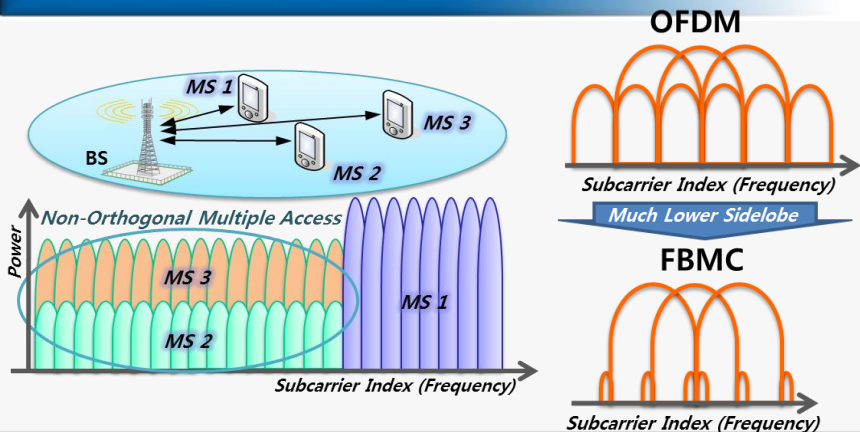 OFDM
MS 1
MS 3
BS
MS 2
Subcarrier Index (Frequency)
Non-Orthogonal Multiple Access
Much Lower Sidelobe
Power
FBMC
MS 3
MS 1
MS 2
Subcarrier Index (Frequency)
Subcarrier Index (Frequency)